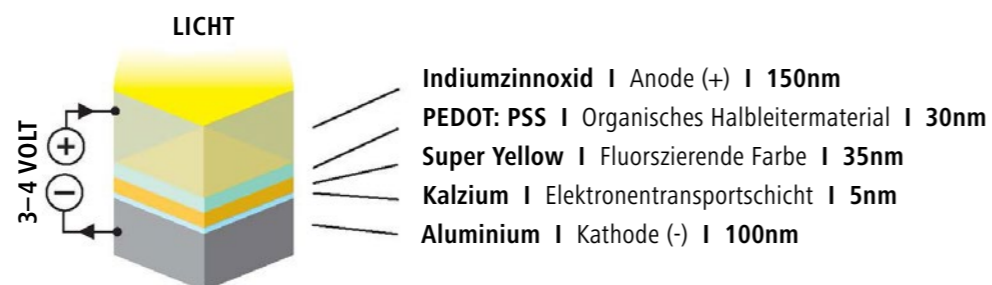 LICHT
3–4 VOLT
+
−
Indiumzinnoxid I Anode (+) I 150nm
PEDOT: PSS I Organisches Halbleitermaterial I 30nm
Super Yellow I Fluorszierende Farbe I 35nm
Kalzium I Elektronentransportschicht I 5nm
Aluminium I Kathode (-) I 100nm